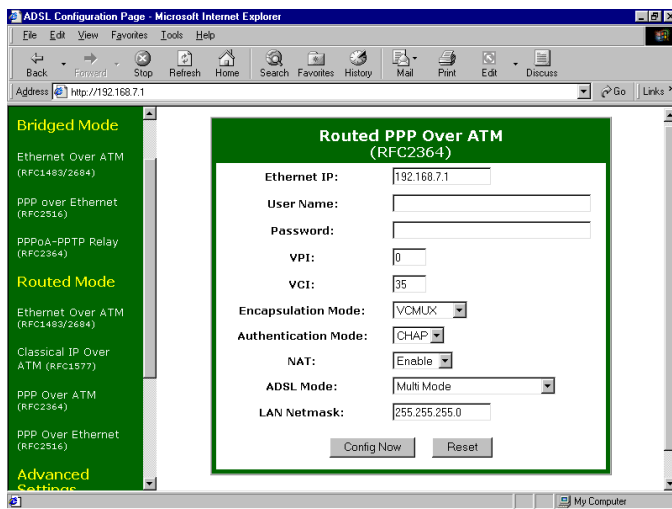 ADSL Configuration Page - Microsoft Internet Explorer
File Edit View Favorites Tools Help
Back Forward Stop Refresh Home Search Favorites History Mail Print Edit Discuss
Address http://192.168.7.1 Go Links »
Bridged Mode
Ethernet Over ATM
(RFC1483/2684)
PPP over Ethernet
(RFC2516)
PPPoA-PPTP Relay
(RFC2364)
Routed Mode
Ethernet Over ATM
(RFC1483/2684)
Classical IP Over
ATM (RFC1577)
PPP Over ATM
(RFC2364)
PPP Over Ethernet
(RFC2516)
Advanced
Settings
Routed PPP Over ATM
(RFC2364)
Ethernet IP: 192.168.7.1
User Name:
Password:
VPI: 0
VCI: 35
Encapsulation Mode: VCMUX
Authentication Mode: CHAP
NAT: Enable
ADSL Mode: Multi Mode
LAN Netmask: 255.255.255.0
Config Now Reset
My Computer